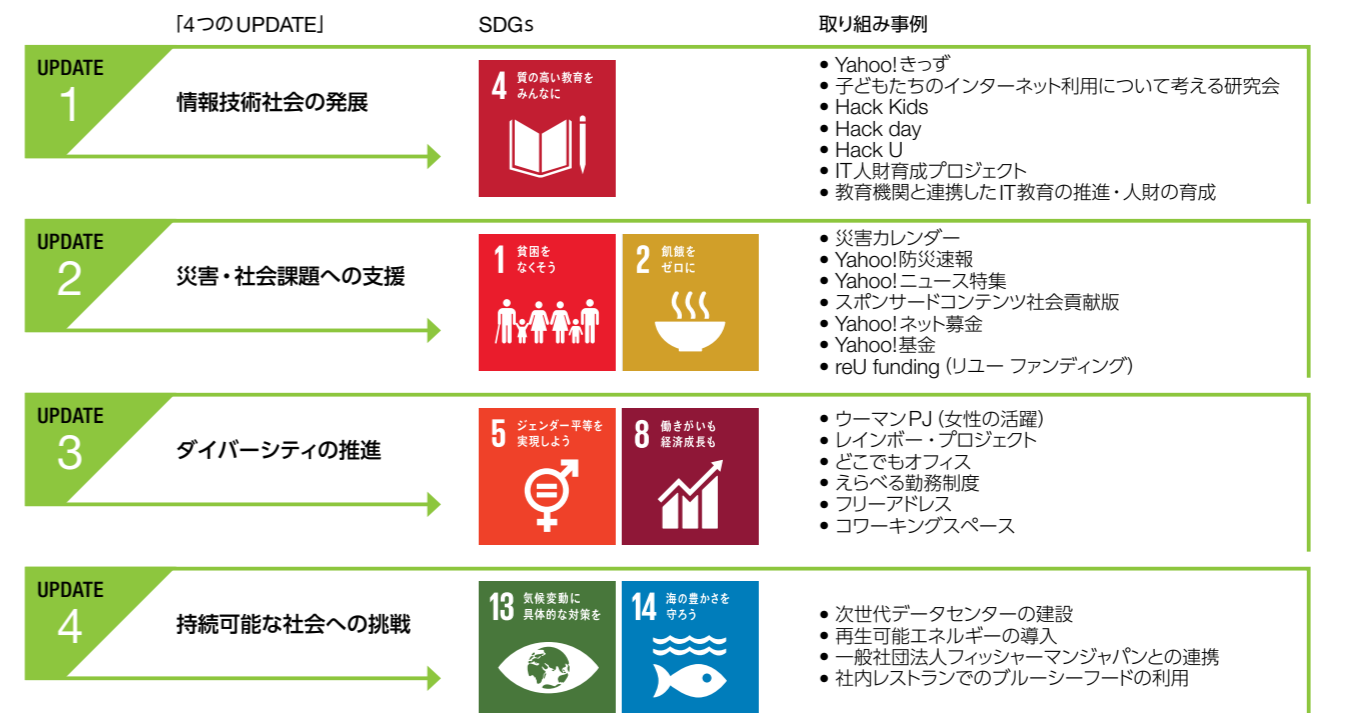 「4つのUPDATE」
SDGs
取り組み事例
UPDATE
1
情報技術社会の発展
4 質の高い教育を
みんなに
• Yahoo!きっず
• 子どもたちのインターネット利用について考える研究会
• Hack Kids
• Hack day
• Hack U
• IT人財育成プロジェクト
• 教育機関と連携したIT教育の推進・人財の育成
UPDATE
2
災害・社会課題への支援
1 貧困を
なくそう
2 飢餓を
ゼロに
• 災害カレンダー
• Yahoo!防災速報
• Yahoo!ニュース特集
• スポンサードコンテンツ社会貢献版
• Yahoo!ネット募金
• Yahoo!基金
• reU funding（リユー ファンディング）
UPDATE
3
ダイバーシティの推進
5 ジェンダー平等を
実現しよう
8 働きがいも
経済成長も
• ウーマンPJ（女性の活躍）
• レインボー・プロジェクト
• どこでもオフィス
• えらべる勤務制度
• フリーアドレス
• コワーキングスペース
UPDATE
4
持続可能な社会への挑戦
13 気候変動に
具体的な対策を
14 海の豊かさを
守ろう
• 次世代データセンターの建設
• 再生可能エネルギーの導入
• 一般社団法人フィッシャーマンジャパンとの連携
• 社内レストランでのブルーシーフードの利用